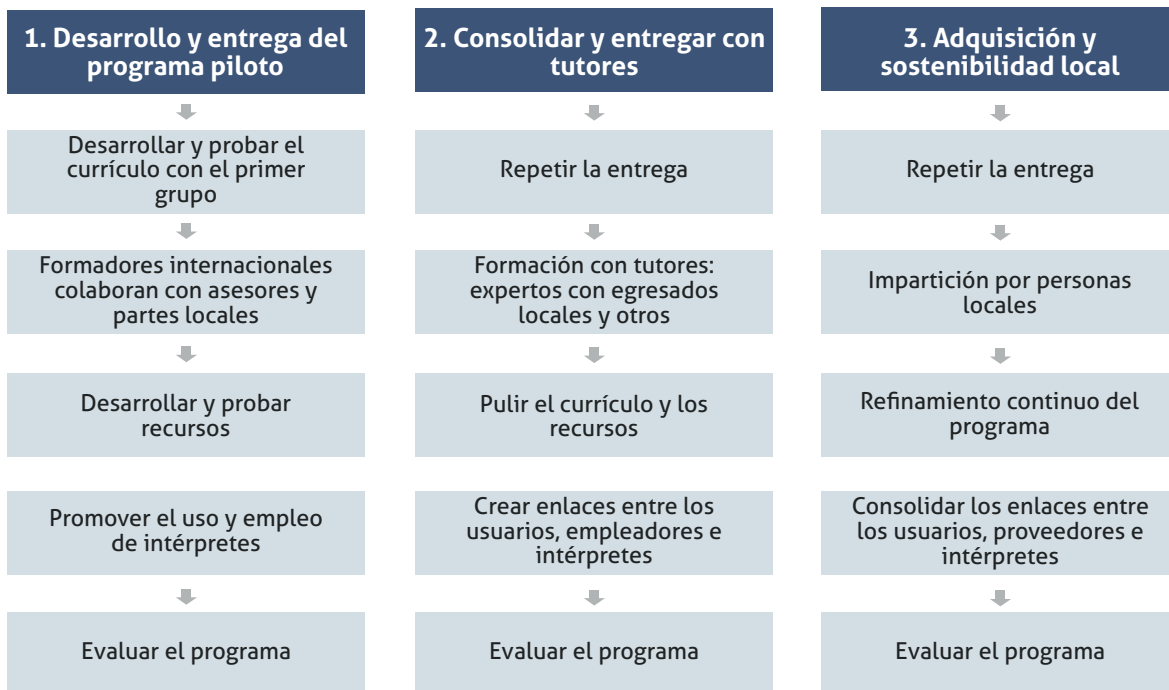 1. Desarrollo y entrega del
programa piloto
Desarrollar y probar el
currículo con el primer
grupo
Formadores internacionales
colaboran con asesores y
partes locales
Desarrollar y probar
recursos
Promover el uso y empleo
de intérpretes
Evaluar el programa
2. Consolidar y entregar con
tutores
Repetir la entrega
Formación con tutores:
expertos con egresados
locales y otros
Pulir el currículo y los
recursos
Crear enlaces entre los
usuarios, empleadores e
intérpretes
Evaluar el programa
3. Adquisición y
sostenibilidad local
Repetir la entrega
Impartición por personas
locales
Refinamiento continuo del
programa
Consolidar los enlaces entre
los usuarios, proveedores e
intérpretes
Evaluar el programa